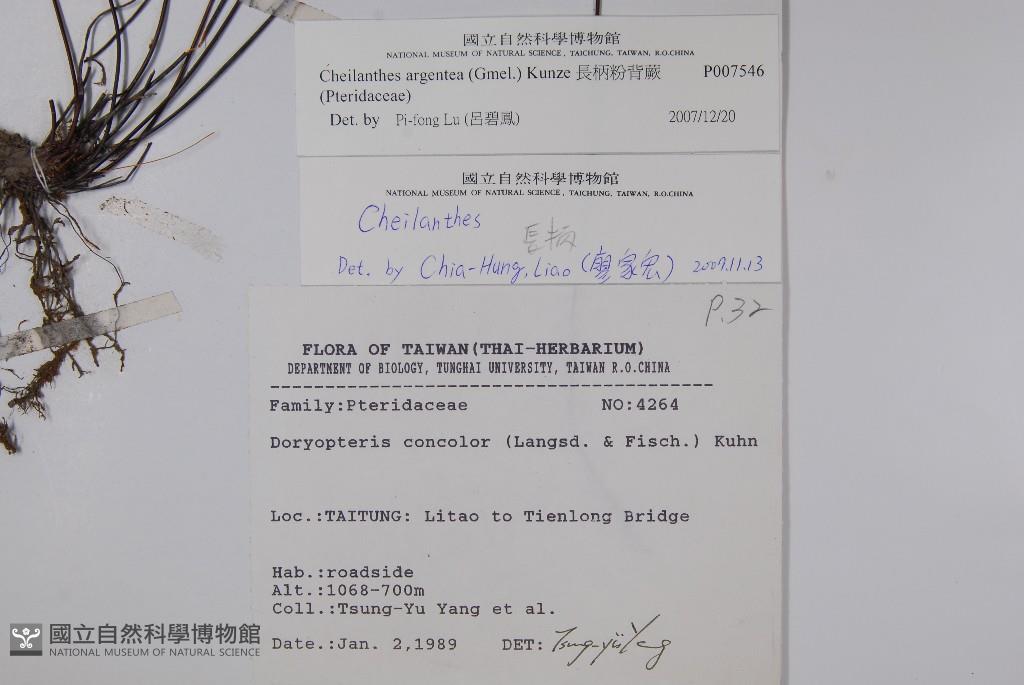 國立自然科學博物館
NATIONAL MUSEUM OF NATURAL SCIENCE, TAICHUNG, TAIWAN, R.O.CHINA
Cheilanthes argentea (Gmel.) Kunze 長柄粉背蕨 P007546
(Pteridaceae)
Det. by Pi-fong Lu (呂碧鳳) 2007/12/20
國立自然科學博物館
NATIONAL MUSEUM OF NATURAL SCIENCE, TAICHUNG, TAIWAN, R.O.CHINA
Cheilanthes
長柄
Det. by Chia-Hung, Liao (廖家宏) 2007.11.13
P.32
FLORA OF TAIWAN(THAI-HERBARIUM)
DEPARTMENT OF BIOLOGY, TUNGHAI UNIVERSITY, TAIWAN R.O.CHINA
Family:Pteridaceae NO:4264
Doryopteris concolor (Langsd. & Fisch.) Kuhn
Loc.:TAITUNG: Litao to Tienlong Bridge
Hab.:roadside
Alt.:1068-700m
Coll.:Tsung-Yu Yang et al.
Date.:Jan. 2,1989 DET: Tsung-yü Yang
國立自然科學博物館
NATIONAL MUSEUM OF NATURAL SCIENCE